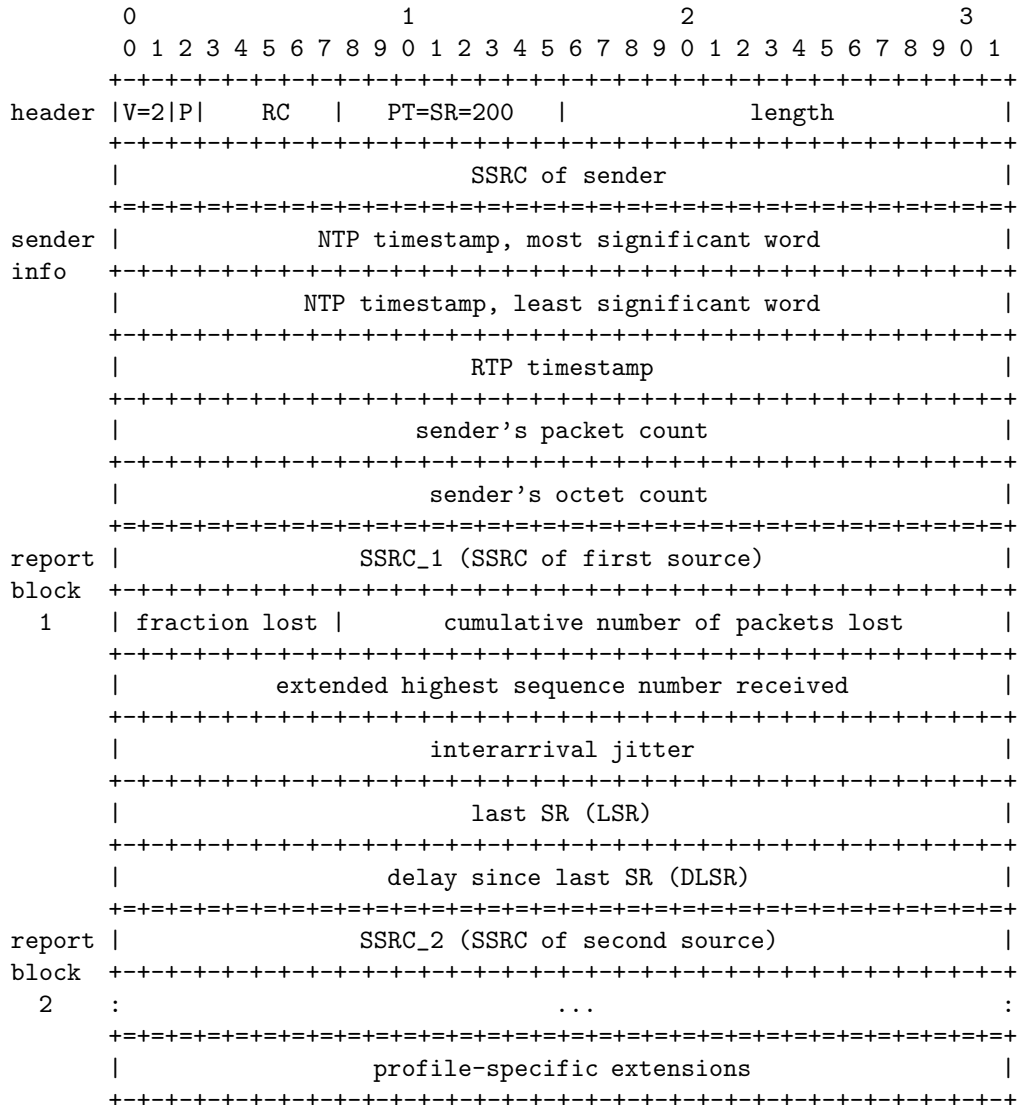 0                   1                   2                   3
        0 1 2 3 4 5 6 7 8 9 0 1 2 3 4 5 6 7 8 9 0 1 2 3 4 5 6 7 8 9 0 1
       +-+-+-+-+-+-+-+-+-+-+-+-+-+-+-+-+-+-+-+-+-+-+-+-+-+-+-+-+-+-+-+-+
header |V=2|P|    RC   |   PT=SR=200   |             length            |
       +-+-+-+-+-+-+-+-+-+-+-+-+-+-+-+-+-+-+-+-+-+-+-+-+-+-+-+-+-+-+-+-+
       |                         SSRC of sender                        |
       +=+=+=+=+=+=+=+=+=+=+=+=+=+=+=+=+=+=+=+=+=+=+=+=+=+=+=+=+=+=+=+=+
sender |              NTP timestamp, most significant word             |
info   +-+-+-+-+-+-+-+-+-+-+-+-+-+-+-+-+-+-+-+-+-+-+-+-+-+-+-+-+-+-+-+-+
       |             NTP timestamp, least significant word             |
       +-+-+-+-+-+-+-+-+-+-+-+-+-+-+-+-+-+-+-+-+-+-+-+-+-+-+-+-+-+-+-+-+
       |                         RTP timestamp                         |
       +-+-+-+-+-+-+-+-+-+-+-+-+-+-+-+-+-+-+-+-+-+-+-+-+-+-+-+-+-+-+-+-+
       |                     sender's packet count                     |
       +-+-+-+-+-+-+-+-+-+-+-+-+-+-+-+-+-+-+-+-+-+-+-+-+-+-+-+-+-+-+-+-+
       |                      sender's octet count                     |
       +=+=+=+=+=+=+=+=+=+=+=+=+=+=+=+=+=+=+=+=+=+=+=+=+=+=+=+=+=+=+=+=+
report |                 SSRC_1 (SSRC of first source)                 |
block  +-+-+-+-+-+-+-+-+-+-+-+-+-+-+-+-+-+-+-+-+-+-+-+-+-+-+-+-+-+-+-+-+
  1    | fraction lost |       cumulative number of packets lost       |
       +-+-+-+-+-+-+-+-+-+-+-+-+-+-+-+-+-+-+-+-+-+-+-+-+-+-+-+-+-+-+-+-+
       |           extended highest sequence number received           |
       +-+-+-+-+-+-+-+-+-+-+-+-+-+-+-+-+-+-+-+-+-+-+-+-+-+-+-+-+-+-+-+-+
       |                      interarrival jitter                      |
       +-+-+-+-+-+-+-+-+-+-+-+-+-+-+-+-+-+-+-+-+-+-+-+-+-+-+-+-+-+-+-+-+
       |                         last SR (LSR)                         |
       +-+-+-+-+-+-+-+-+-+-+-+-+-+-+-+-+-+-+-+-+-+-+-+-+-+-+-+-+-+-+-+-+
       |                   delay since last SR (DLSR)                  |
       +=+=+=+=+=+=+=+=+=+=+=+=+=+=+=+=+=+=+=+=+=+=+=+=+=+=+=+=+=+=+=+=+
report |                 SSRC_2 (SSRC of second source)                |
block  +-+-+-+-+-+-+-+-+-+-+-+-+-+-+-+-+-+-+-+-+-+-+-+-+-+-+-+-+-+-+-+-+
  2    :                               ...                             :
       +=+=+=+=+=+=+=+=+=+=+=+=+=+=+=+=+=+=+=+=+=+=+=+=+=+=+=+=+=+=+=+=+
       |                  profile-specific extensions                  |
       +-+-+-+-+-+-+-+-+-+-+-+-+-+-+-+-+-+-+-+-+-+-+-+-+-+-+-+-+-+-+-+-+